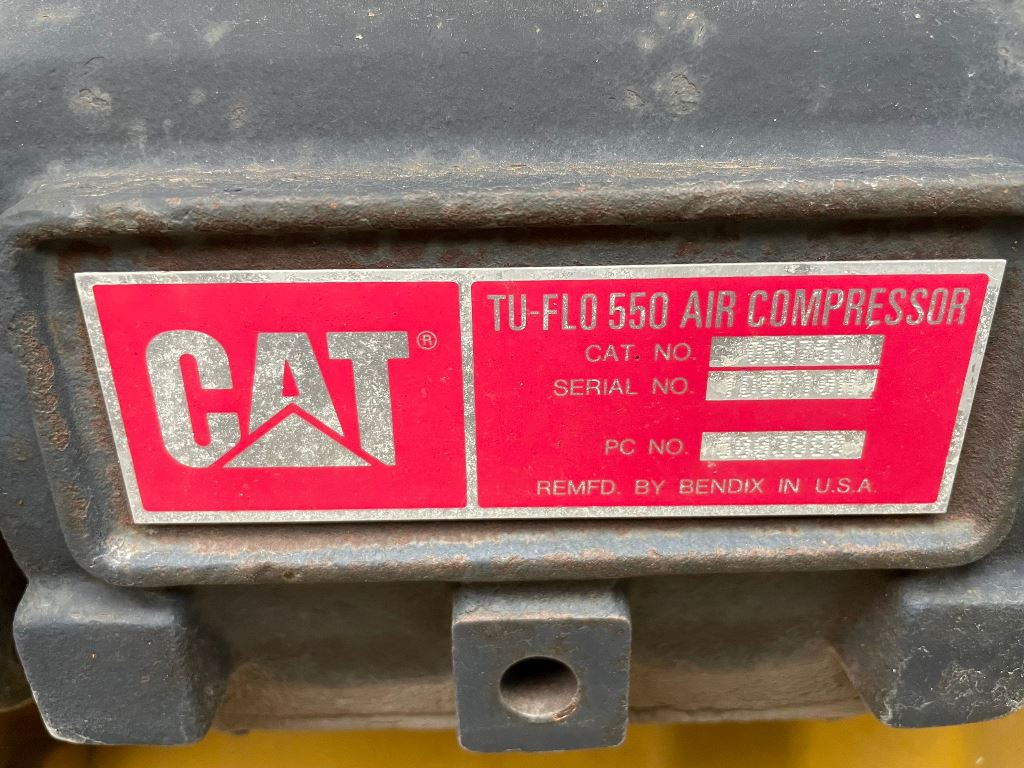 CAT ®
TU-FLO 550 AIR COMPRESSOR
CAT. NO.
SERIAL NO.
PC NO.
REMFD. BY BENDIX IN U.S.A.